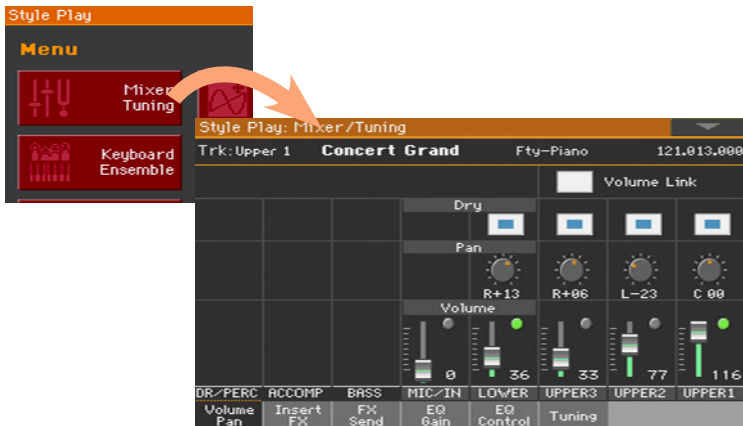 Style Play
Menu
Mixer
Tuning
Keyboard
Ensemble
Style Play: Mixer/Tuning
Trk:Upper 1 Concert Grand Fty-Piano 121.013.000
Volume Link
Dry
Pan
R+13 R+06 L-23 C 00
Volume
0 36 33 77 116
DR/PERC ACCOMP BASS MIC/IN LOWER UPPER3 UPPER2 UPPER1
Volume Pan Insert FX FX Send EQ Gain EQ Control Tuning